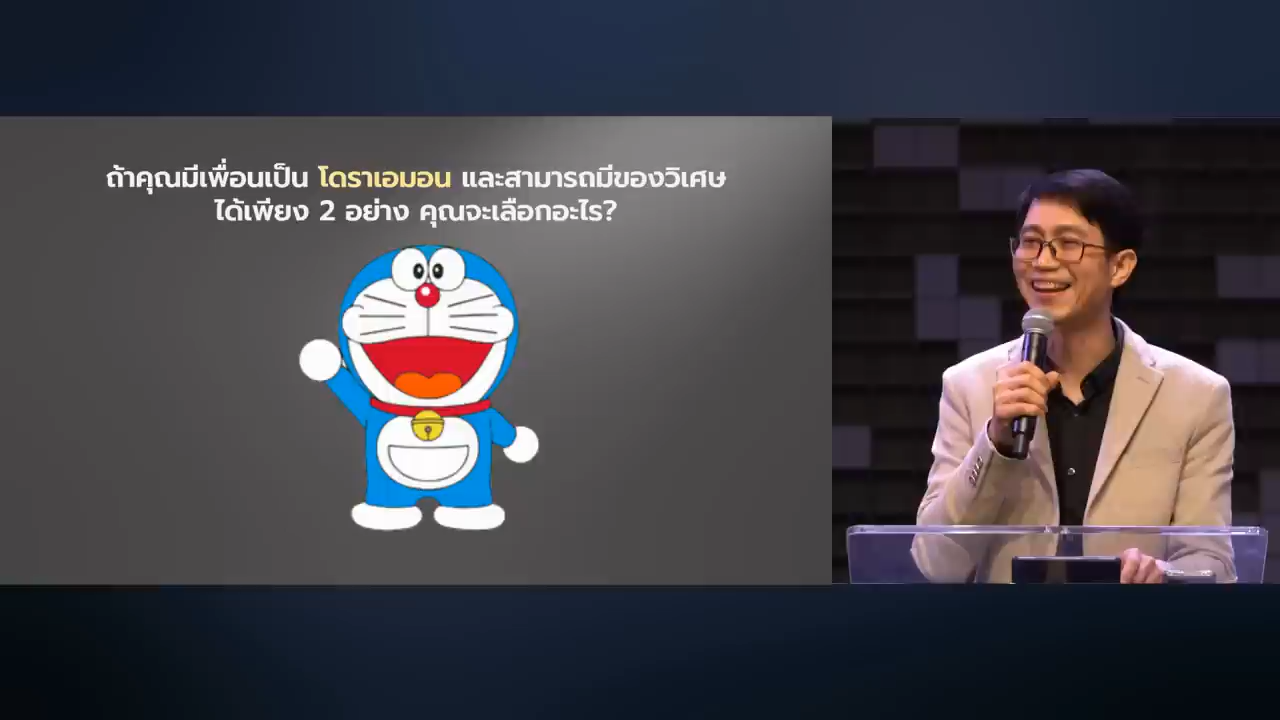 ถ้าคุณมีเพื่อนเป็น โดราเอมอน และสามารถมีของวิเศษ
ได้เพียง 2 อย่าง คุณจะเลือกอะไร?